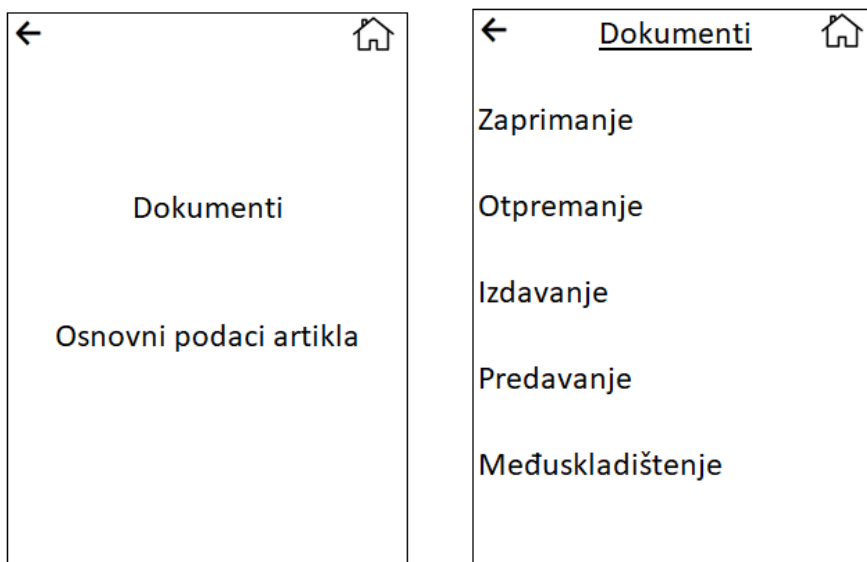 Dokumenti
Osnovni podaci artikla
Dokumenti
Zaprimanje
Otpremanje
Izdavanje
Predavanje
Međuskladištenje